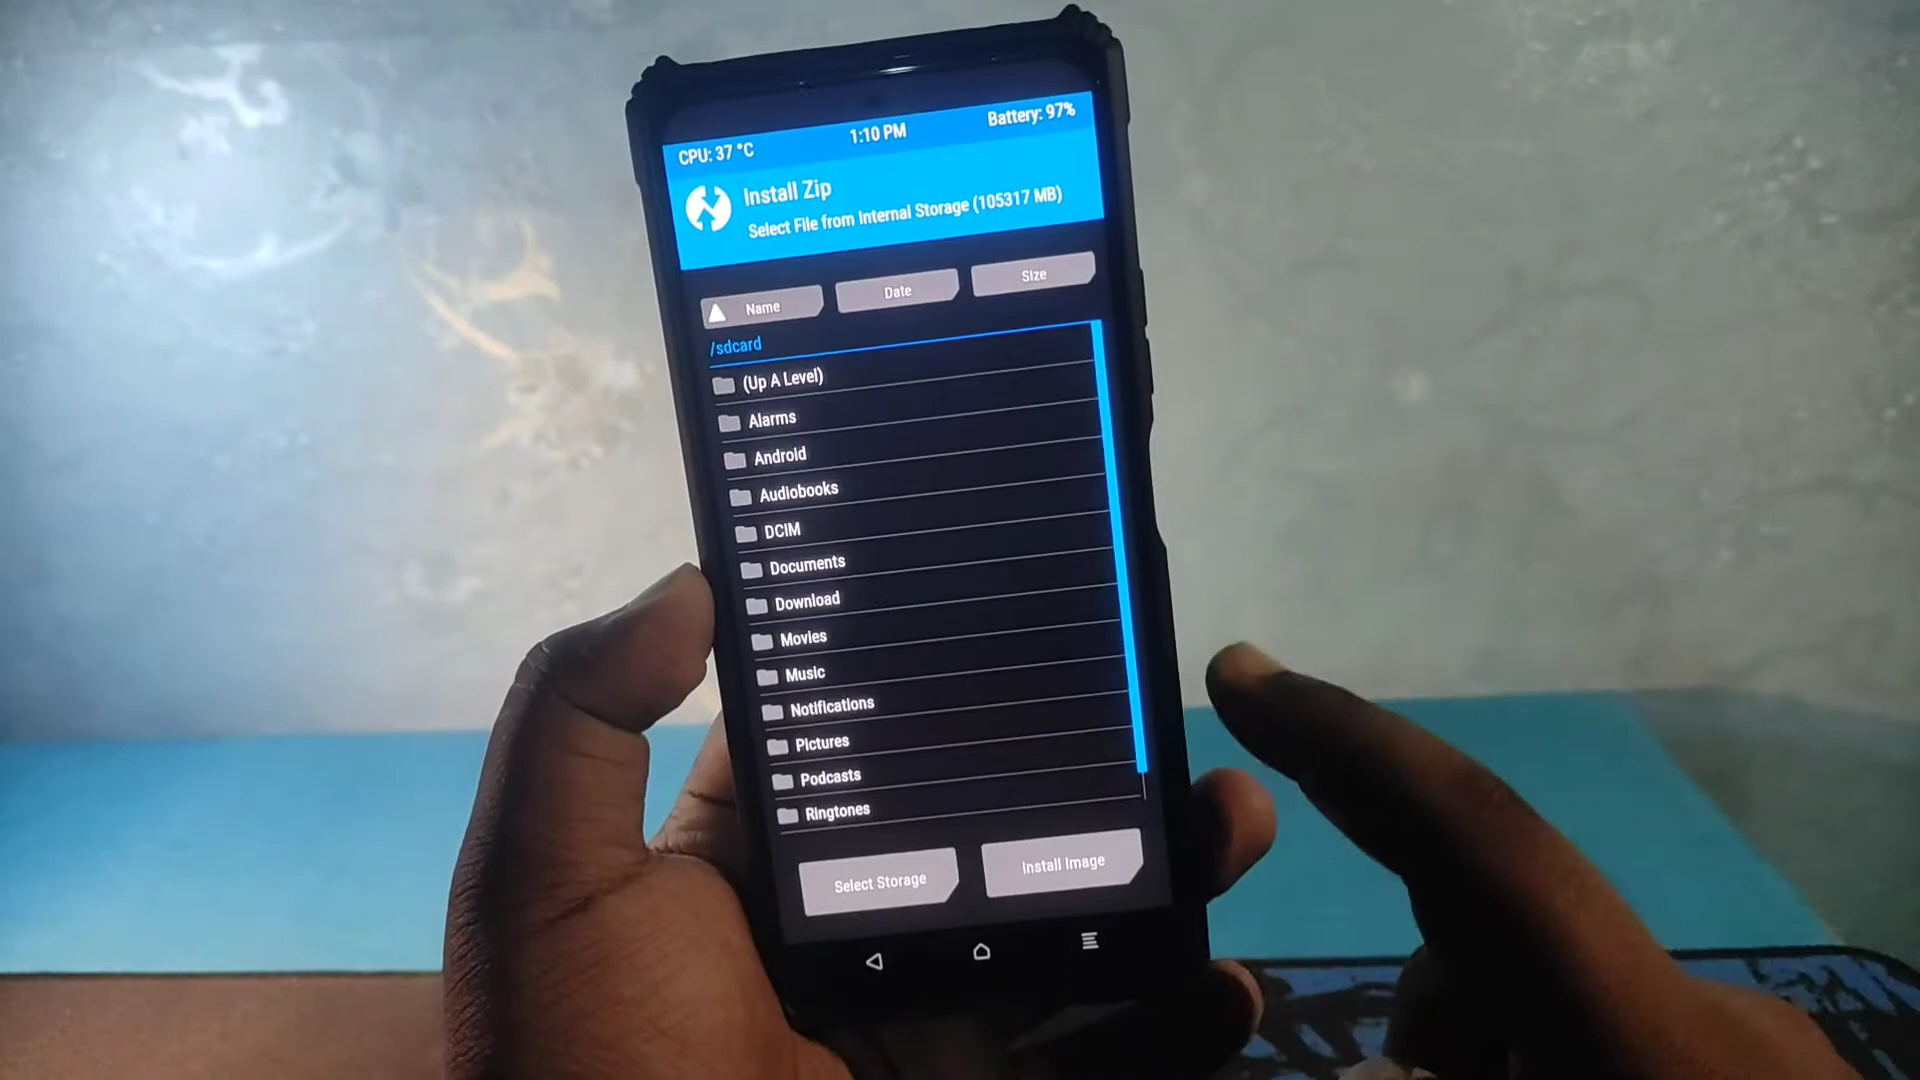 CPU: 37 °C 1:10 PM Battery: 97%
Install Zip
Select File from Internal Storage (105317 MB)
Name Date Size
/sdcard
(Up A Level)
Alarms
Android
Audiobooks
DCIM
Documents
Download
Movies
Music
Notifications
Pictures
Podcasts
Ringtones
Select Storage Install Image